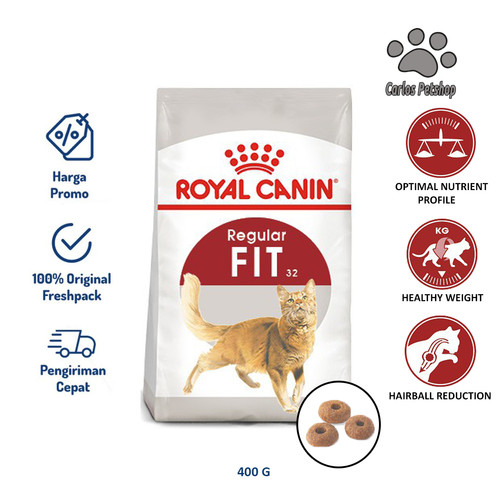 Carlos Petshop
Harga
Promo
100% Original
Freshpack
Pengiriman
Cepat
ROYAL CANIN®
Regular
FIT 32
OPTIMAL NUTRIENT
PROFILE
KG
HEALTHY WEIGHT
HAIRBALL REDUCTION
400 G